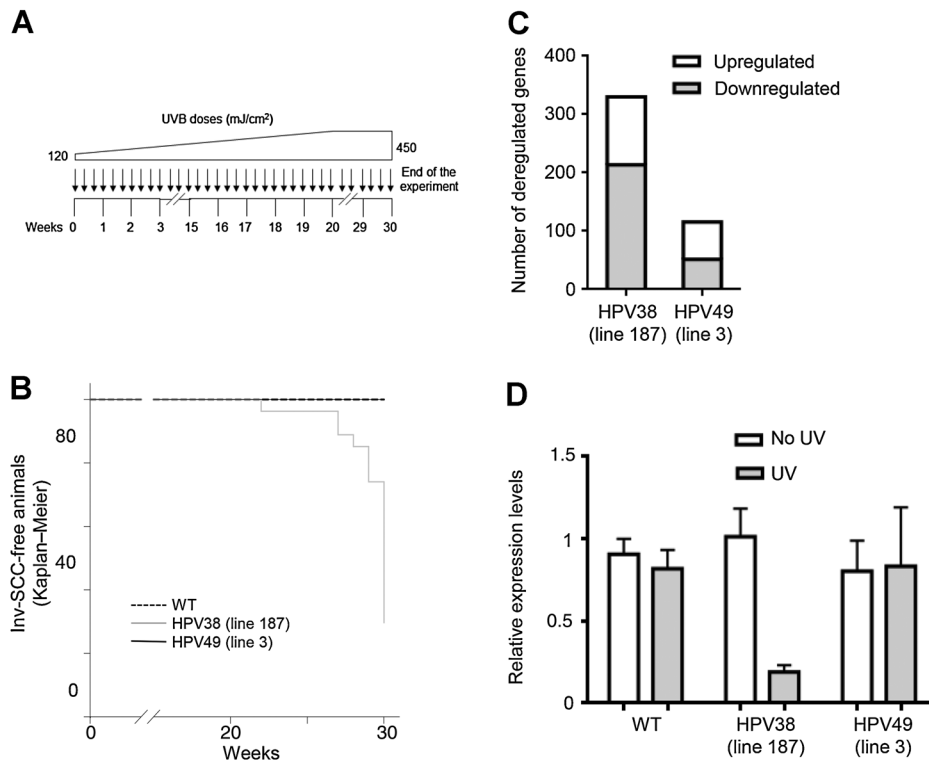 A
UVB doses (mJ/cm²)
120
450
End of the
experiment
Weeks 0 1 2 3 15 16 17 18 19 20 29 30
B
Inv-SCC-free animals
(Kaplan–Meier)
80
40
0
WT
HPV38 (line 187)
HPV49 (line 3)
0 20 30
Weeks
C
Number of deregulated genes
400
300
200
100
0
Upregulated
Downregulated
HPV38
(line 187)
HPV49
(line 3)
D
Relative expression levels
1.5
1
0.5
0
No UV
UV
WT
HPV38
(line 187)
HPV49
(line 3)